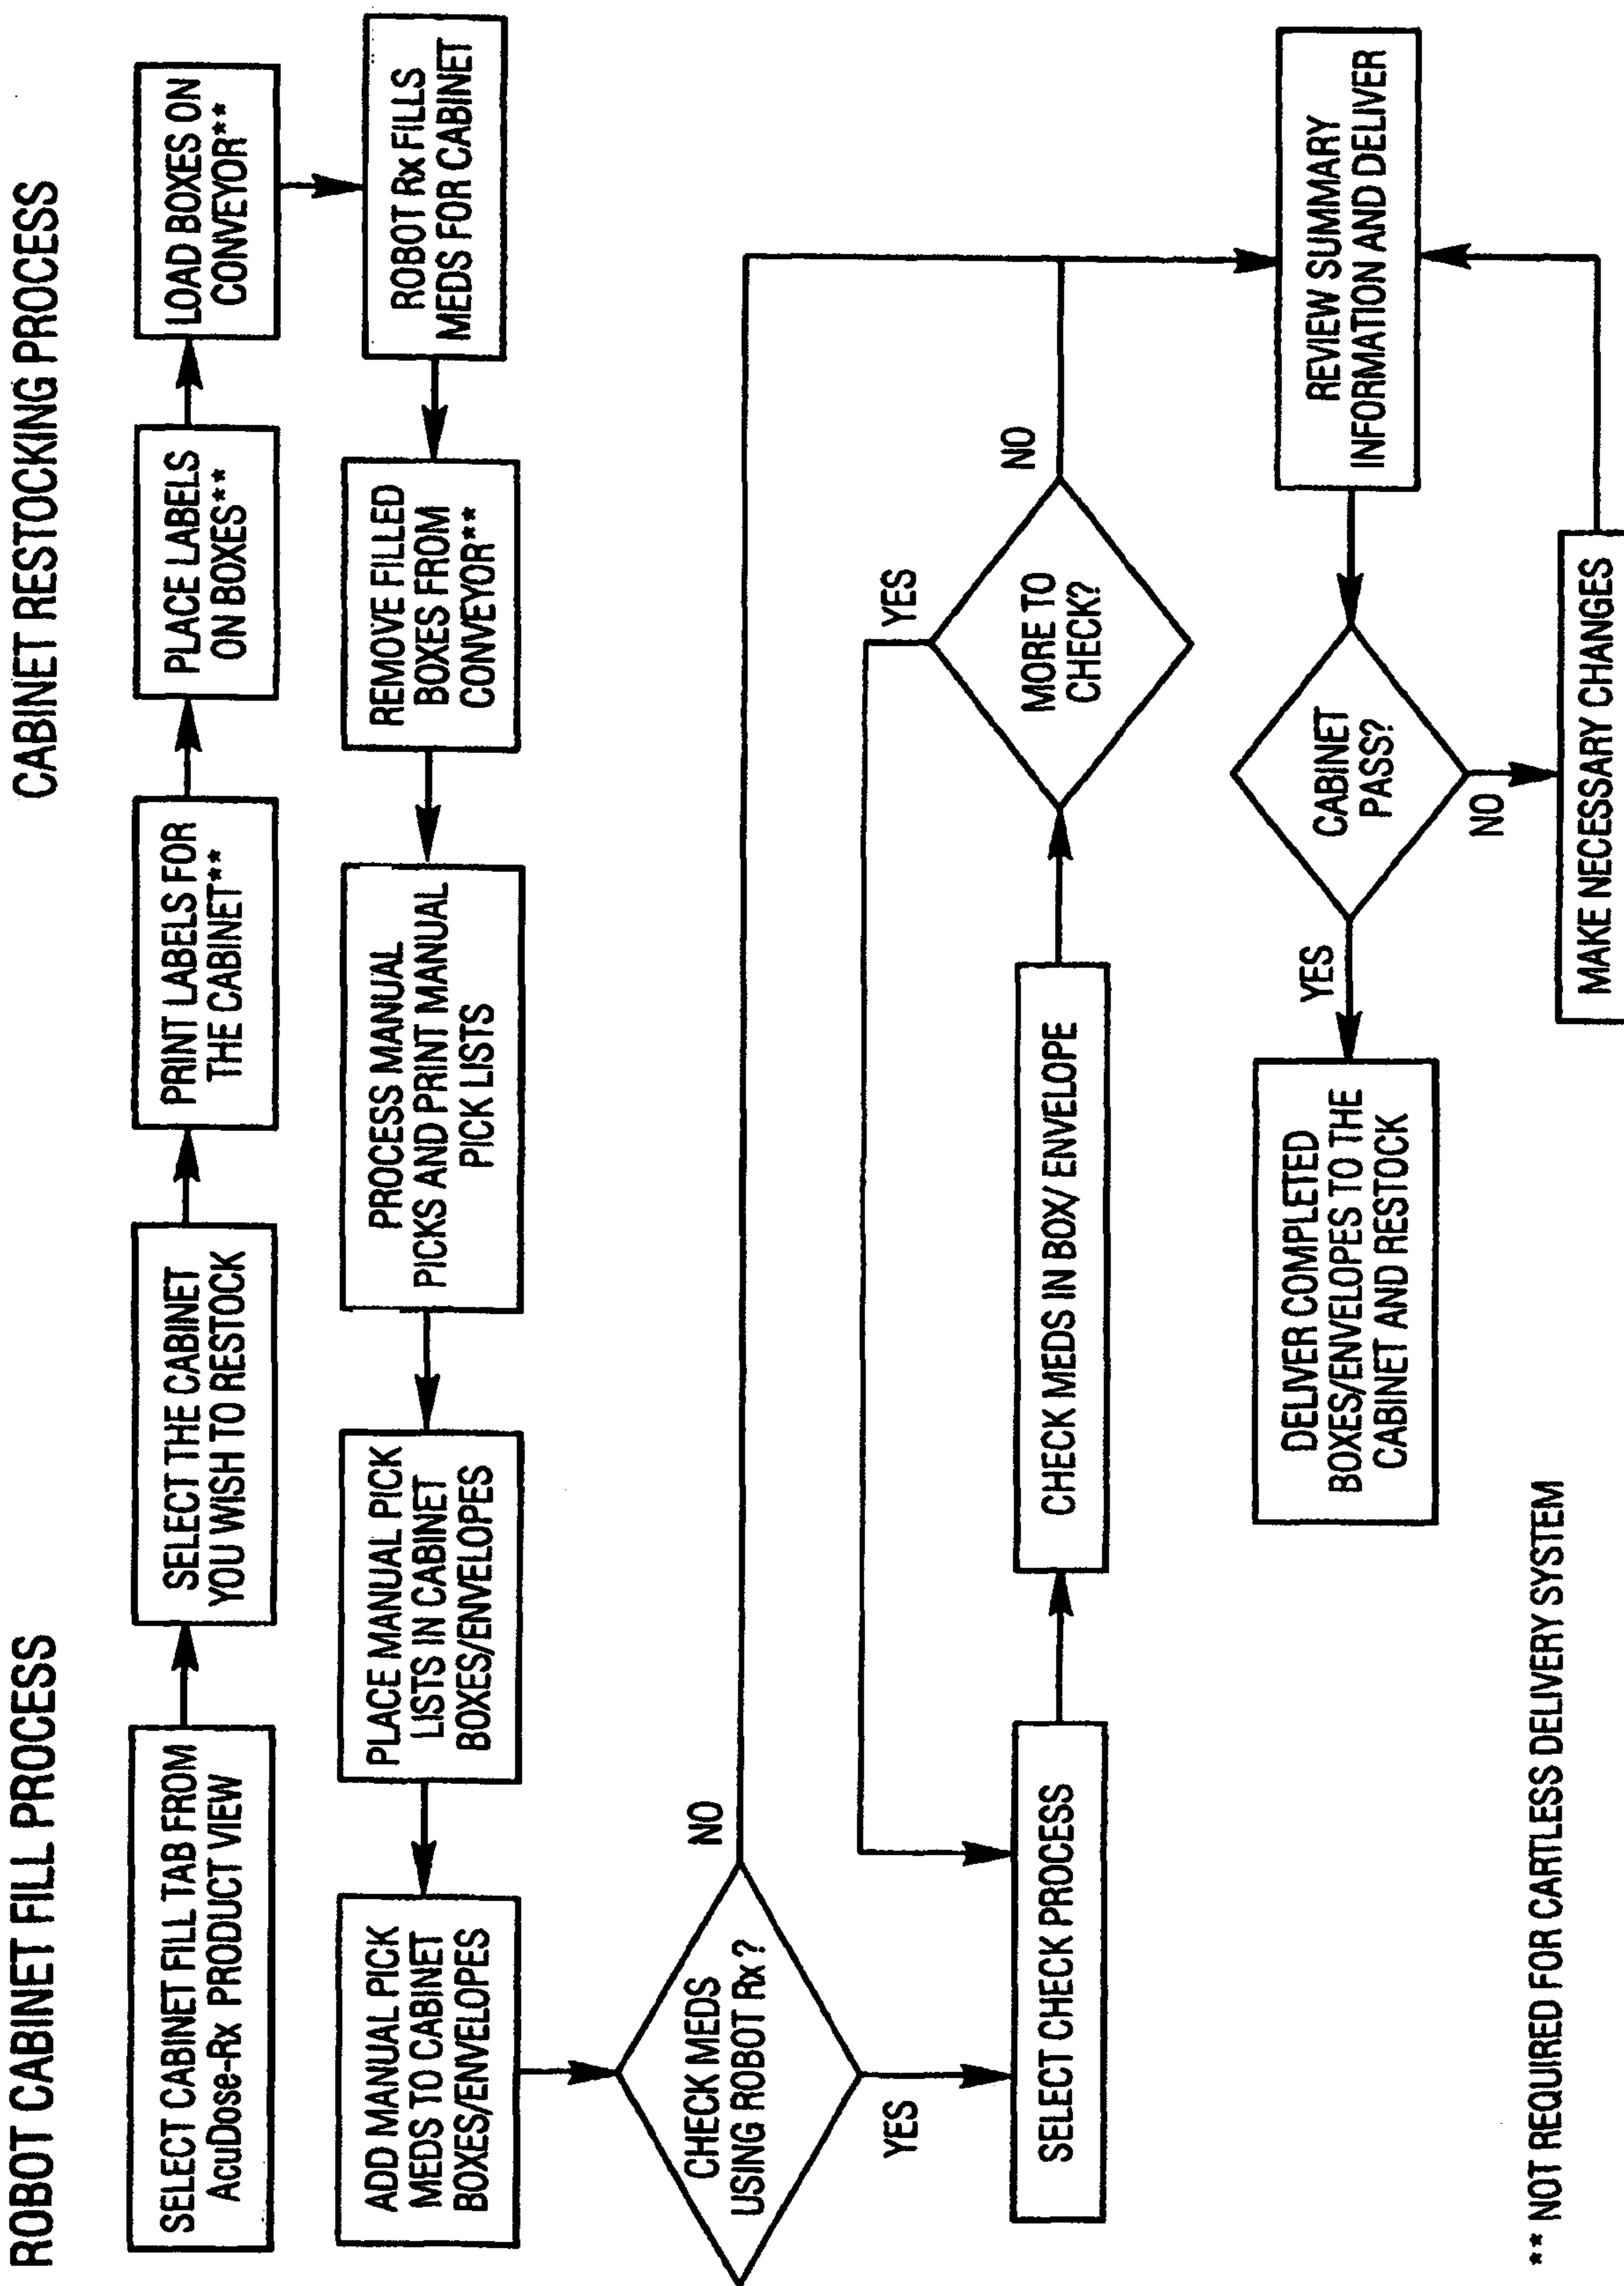 ROBOT CABINET FILL PROCESS
CABINET RESTOCKING PROCESS
SELECT CABINET FILL TAB FROM
AcuDose-Rx PRODUCT VIEW
SELECT THE CABINET
YOU WISH TO RESTOCK
PRINT LABELS FOR
THE CABINET**
PLACE LABELS
ON BOXES**
LOAD BOXES ON
CONVEYOR**
ROBOT Rx FILLS
MEDS FOR CABINET
REMOVE FILLED
BOXES FROM
CONVEYOR**
PROCESS MANUAL
PICKS AND PRINT MANUAL
PICK LISTS
PLACE MANUAL PICK
LISTS IN CABINET
BOXES/ENVELOPES
ADD MANUAL PICK
MEDS TO CABINET
BOXES/ENVELOPES
CHECK MEDS
USING ROBOT Rx ?
NO
YES
SELECT CHECK PROCESS
CHECK MEDS IN BOX/ ENVELOPE
MORE TO
CHECK?
YES
NO
REVIEW SUMMARY
INFORMATION AND DELIVER
CABINET
PASS?
YES
NO
DELIVER COMPLETED
BOXES/ENVELOPES TO THE
CABINET AND RESTOCK
MAKE NECESSARY CHANGES
** NOT REQUIRED FOR CARTLESS DELIVERY SYSTEM